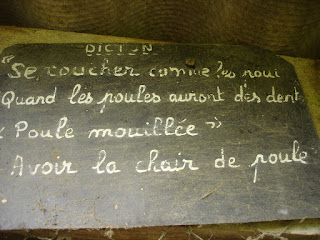 DICTON
"Se coucher comme les poul
"Quand les poules auront des dent
" Poule mouillée "
Avoir la chair de poule